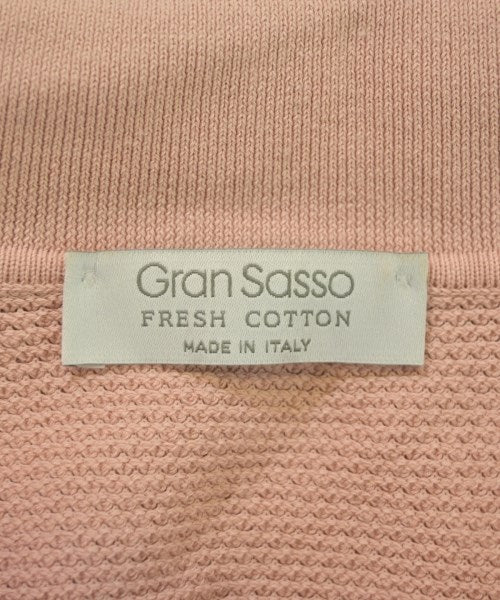 Gran Sasso
FRESH COTTON
MADE IN ITALY